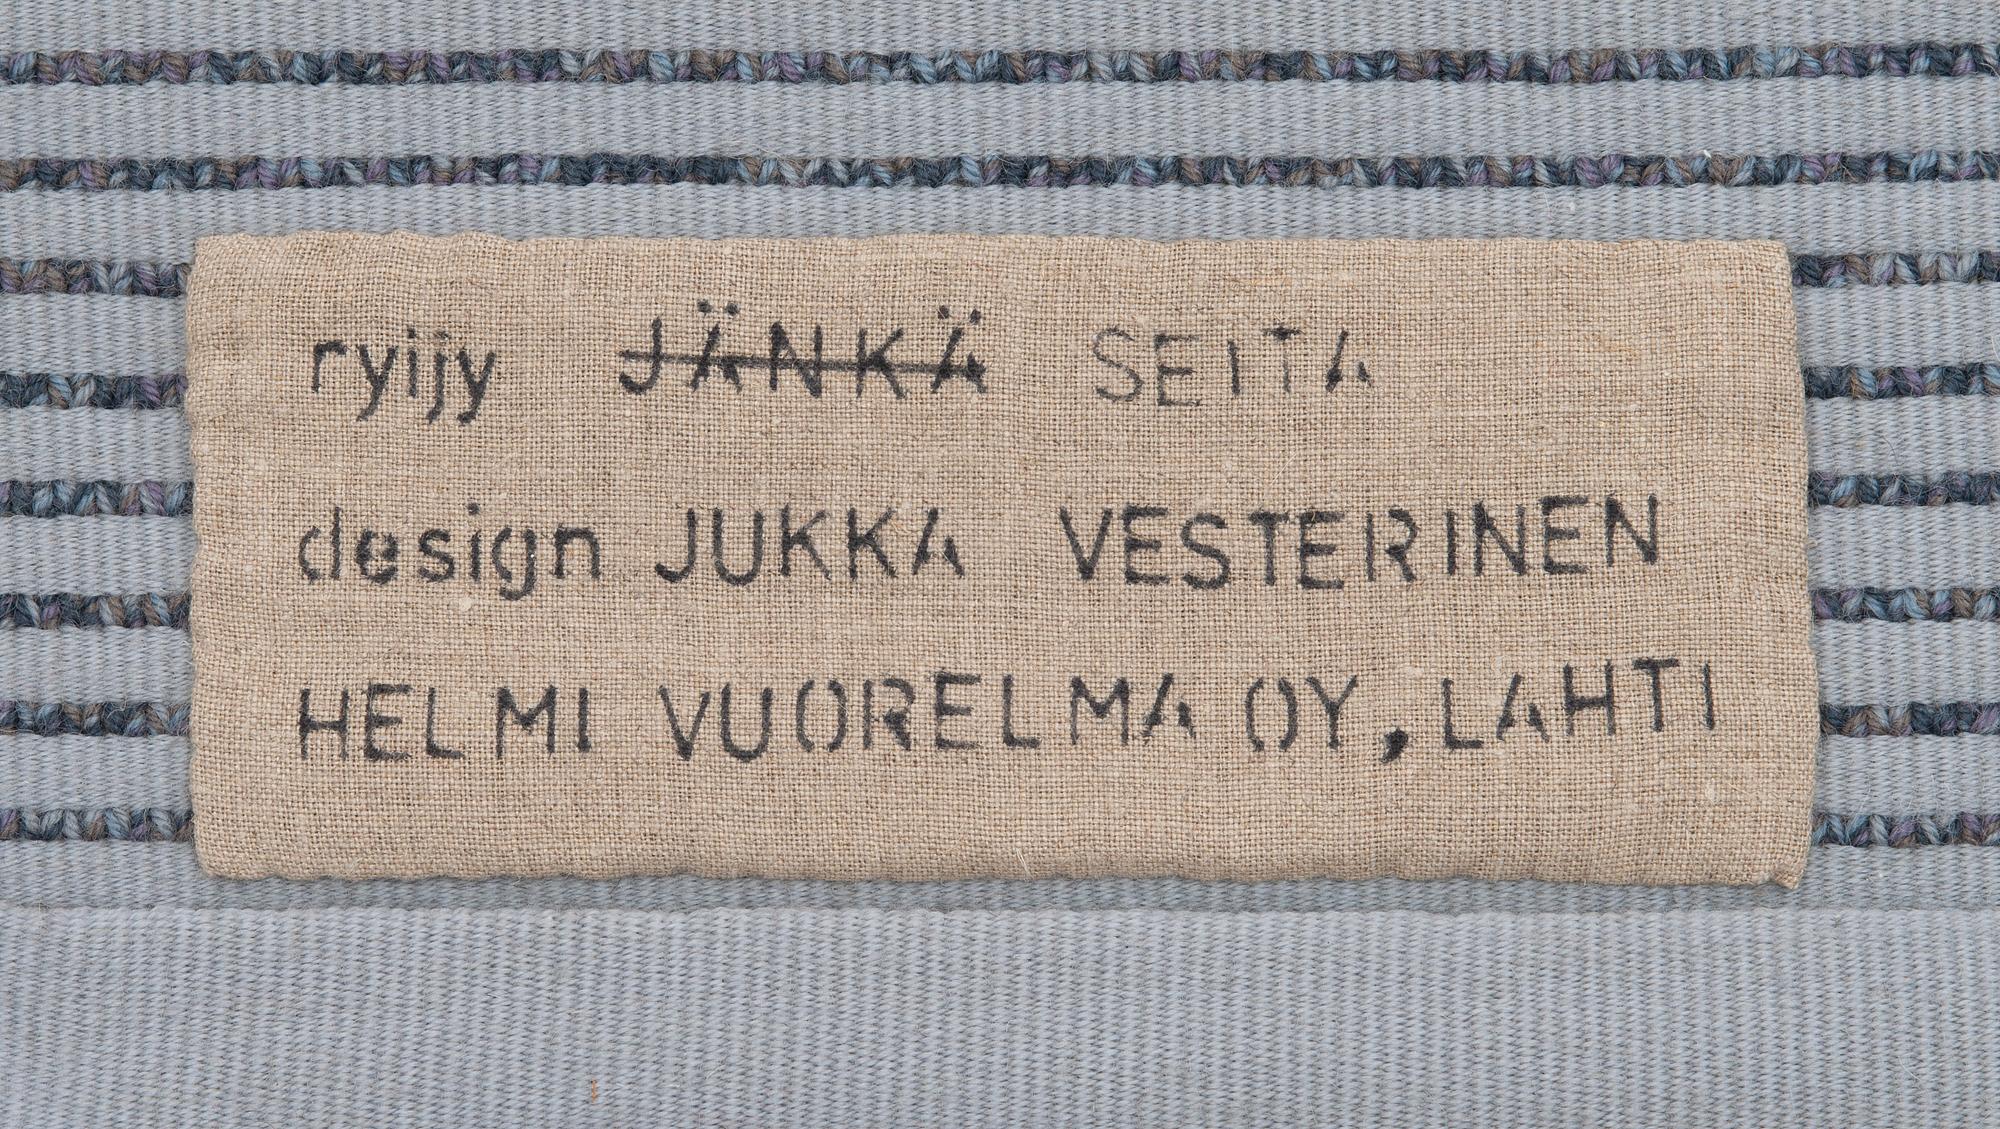 ryijy JÄNKÄ SEITA
design JUKKA VESTERINEN
HELMI VUORELMA OY, LAHTI